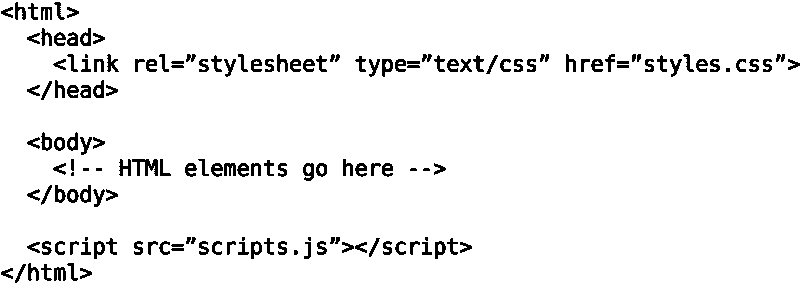 <html>
  <head>
    <link rel=”stylesheet” type=”text/css” href=”styles.css”>
  </head>

  <body>
    <!-- HTML elements go here -->
  </body>

  <script src=”scripts.js”></script>
</html>